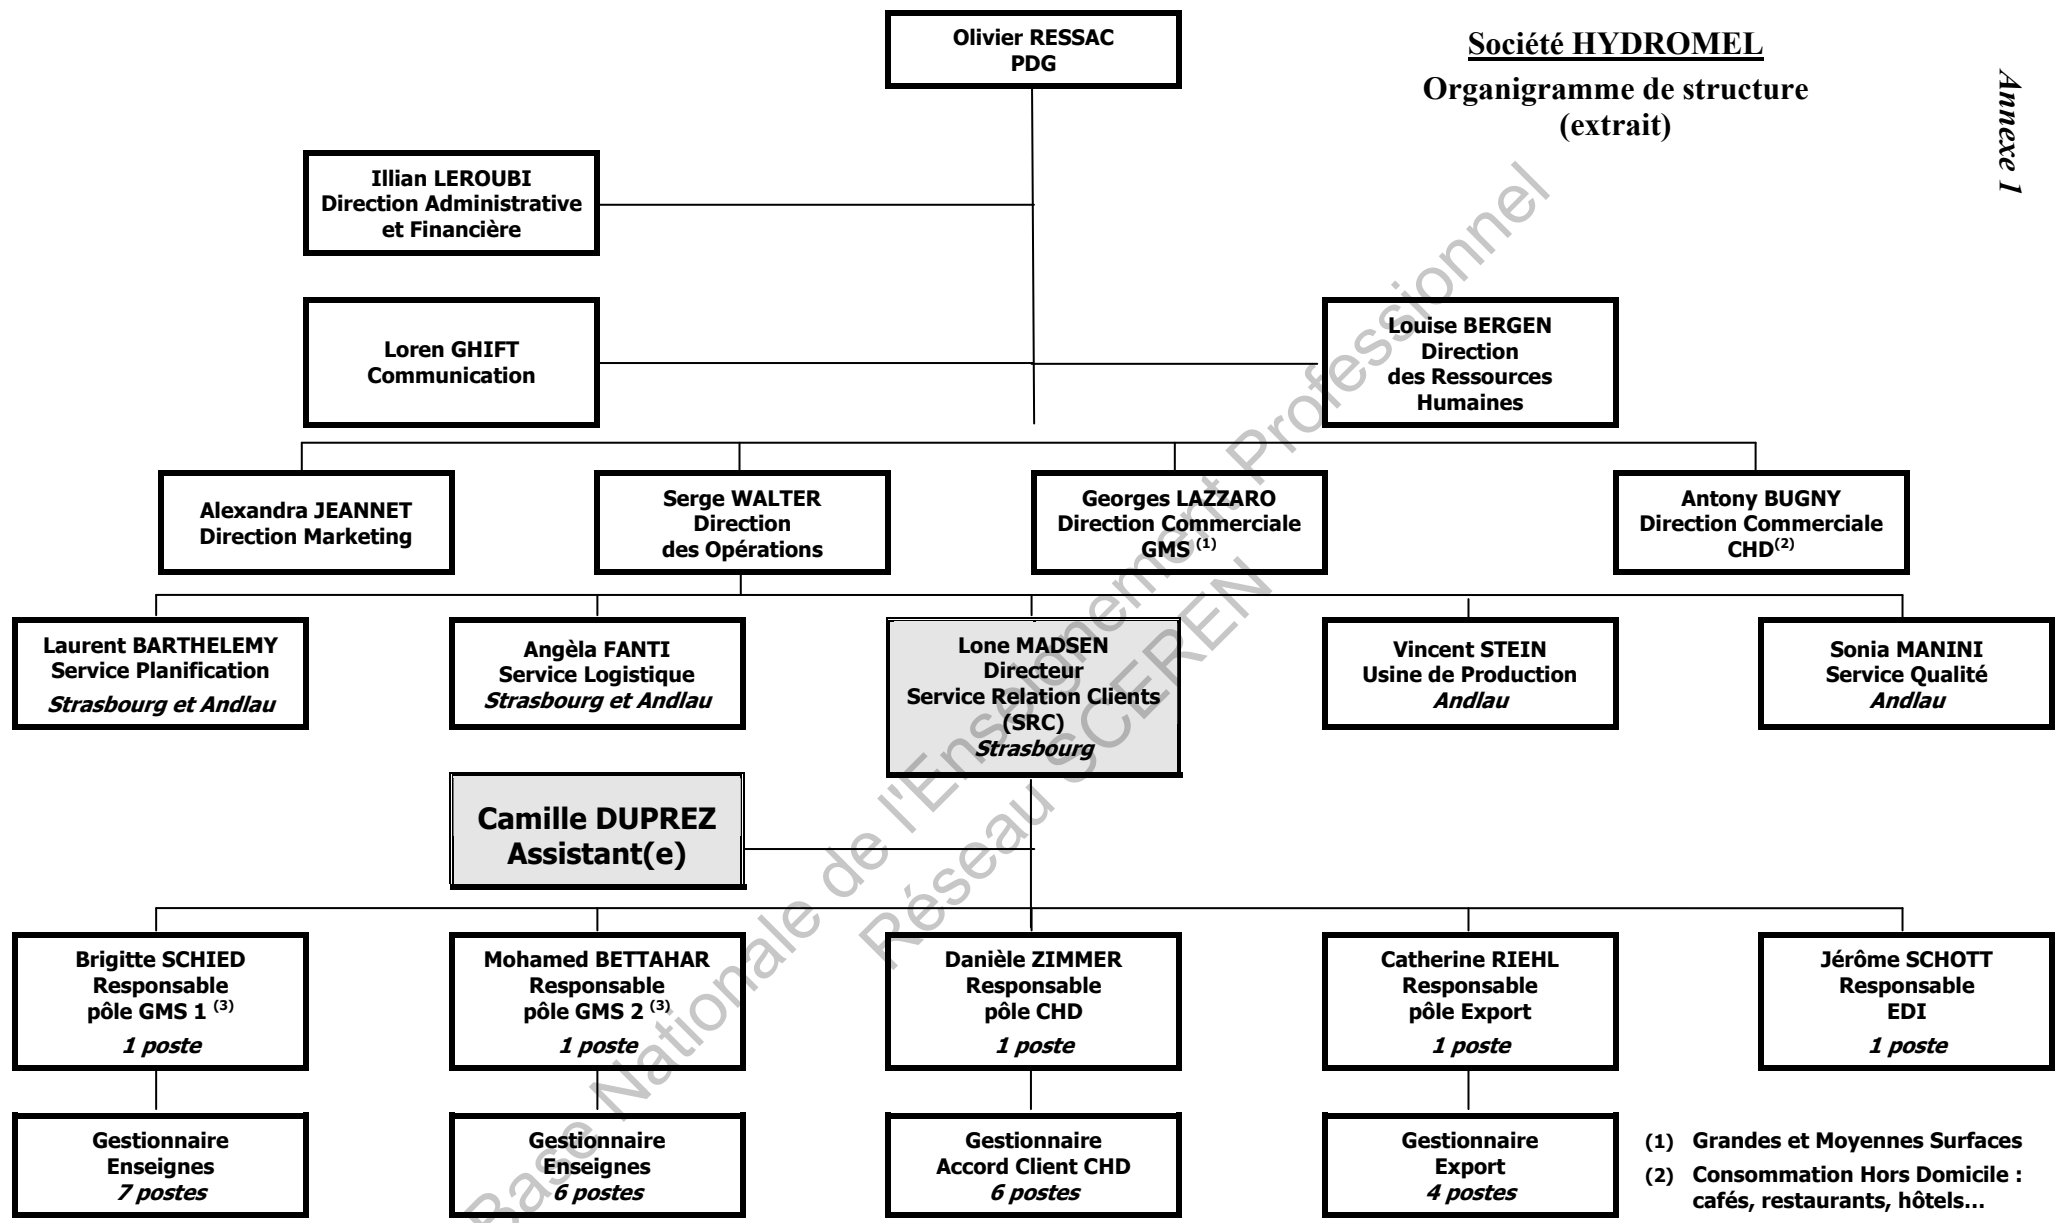 Olivier RESSAC
PDG
Société HYDROMEL
Organigramme de structure
(extrait)
Annexe 1
Illian LEROUBI
Direction Administrative
et Financière
Loren GHIFT
Communication
Louise BERGEN
Direction
des Ressources
Humaines
Alexandra JEANNET
Direction Marketing
Serge WALTER
Direction
des Opérations
Georges LAZZARO
Direction Commerciale
GMS (1)
Antony BUGNY
Direction Commerciale
CHD(2)
Laurent BARTHELEMY
Service Planification
Strasbourg et Andlau
Angèla FANTI
Service Logistique
Strasbourg et Andlau
Lone MADSEN
Directeur
Service Relation Clients
(SRC)
Strasbourg
Vincent STEIN
Usine de Production
Andlau
Sonia MANINI
Service Qualité
Andlau
Camille DUPREZ
Assistant(e)
Brigitte SCHIED
Responsable
pôle GMS 1 (3)
1 poste
Mohamed BETTAHAR
Responsable
pôle GMS 2 (3)
1 poste
Danièle ZIMMER
Responsable
pôle CHD
1 poste
Catherine RIEHL
Responsable
pôle Export
1 poste
Jérôme SCHOTT
Responsable
EDI
1 poste
Gestionnaire
Enseignes
7 postes
Gestionnaire
Enseignes
6 postes
Gestionnaire
Accord Client CHD
6 postes
Gestionnaire
Export
4 postes
(1) Grandes et Moyennes Surfaces
(2) Consommation Hors Domicile :
cafés, restaurants, hôtels…
Base Nationale de l'Enseignement Professionnel
Réseau SCEREN